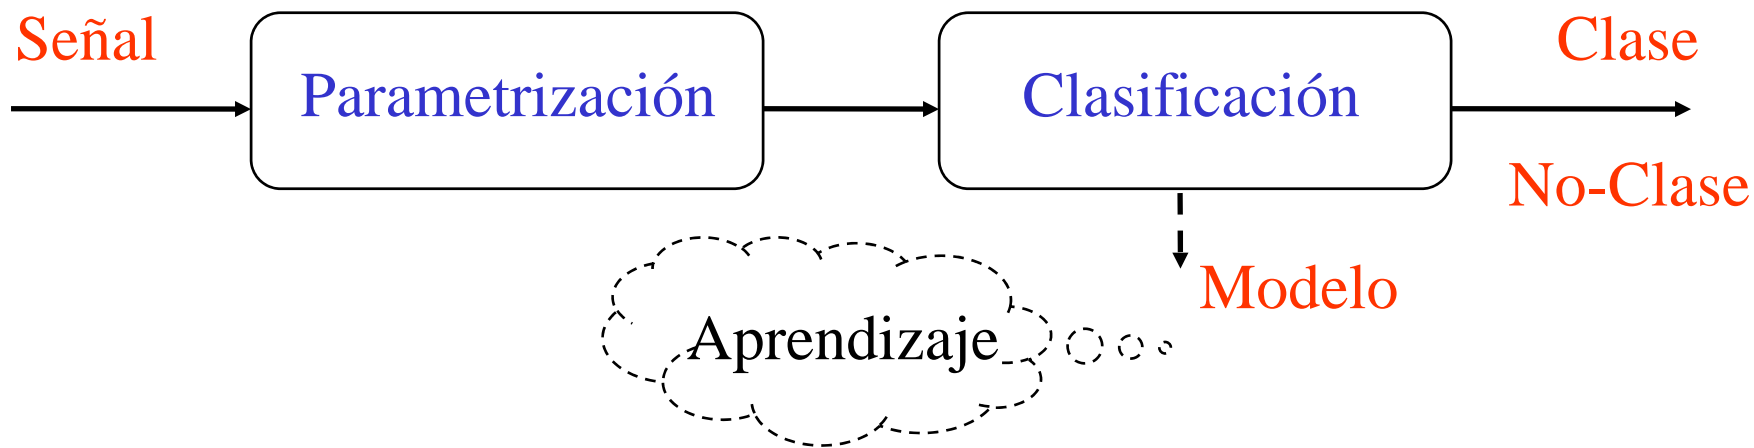 Señal
Parametrización
Clasificación
Clase
No-Clase
Modelo
Aprendizaje